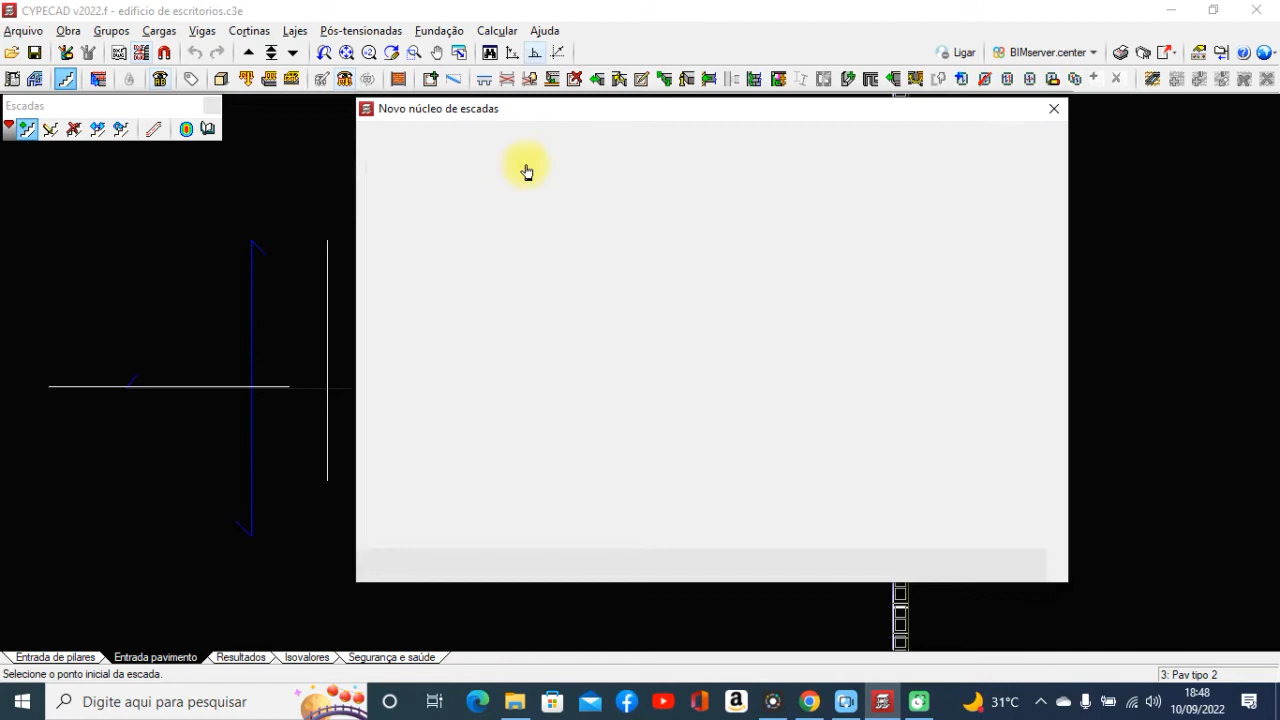 CYPECAD v2022.f - edificio de escritorios.c3e
Arquivo Obra Grupos Cargas Vigas Cortinas Lajes Pós-tensionadas Fundação Calcular Ajuda
Ligar BIMserver.center
Escadas
Novo núcleo de escadas
Entrada de pilares Entrada pavimento Resultados Isovalores Segurança e saúde
Selecione o ponto inicial da escada. 3: Pav tipo 2
Digite aqui para pesquisar 31°C 18:48
10/09/2022